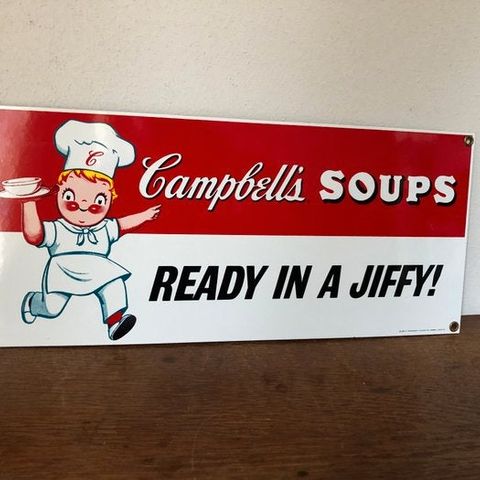 C
Campbell's SOUPS
READY IN A JIFFY!